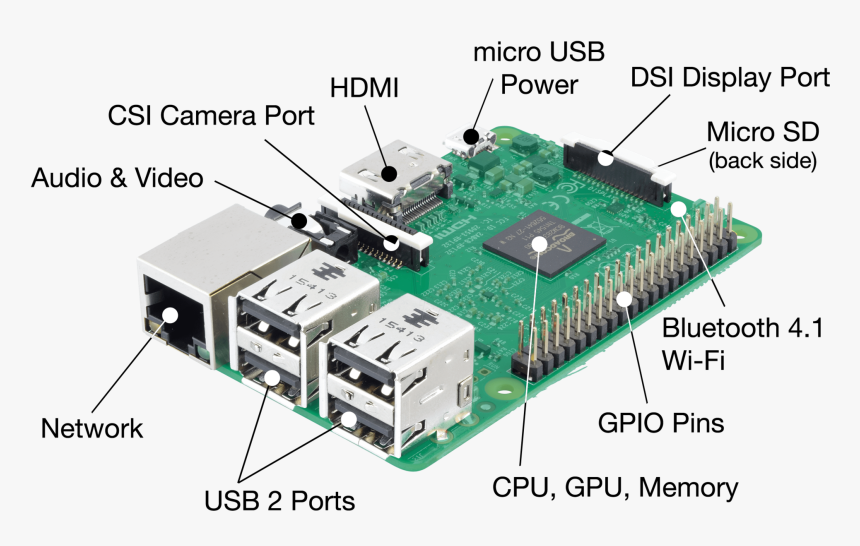 micro USB
Power
HDMI
DSI Display Port
CSI Camera Port
Micro SD
(back side)
Audio & Video
15413
15413
HDMI
Bluetooth 4.1
Wi-Fi
Network
GPIO Pins
USB 2 Ports
CPU, GPU, Memory